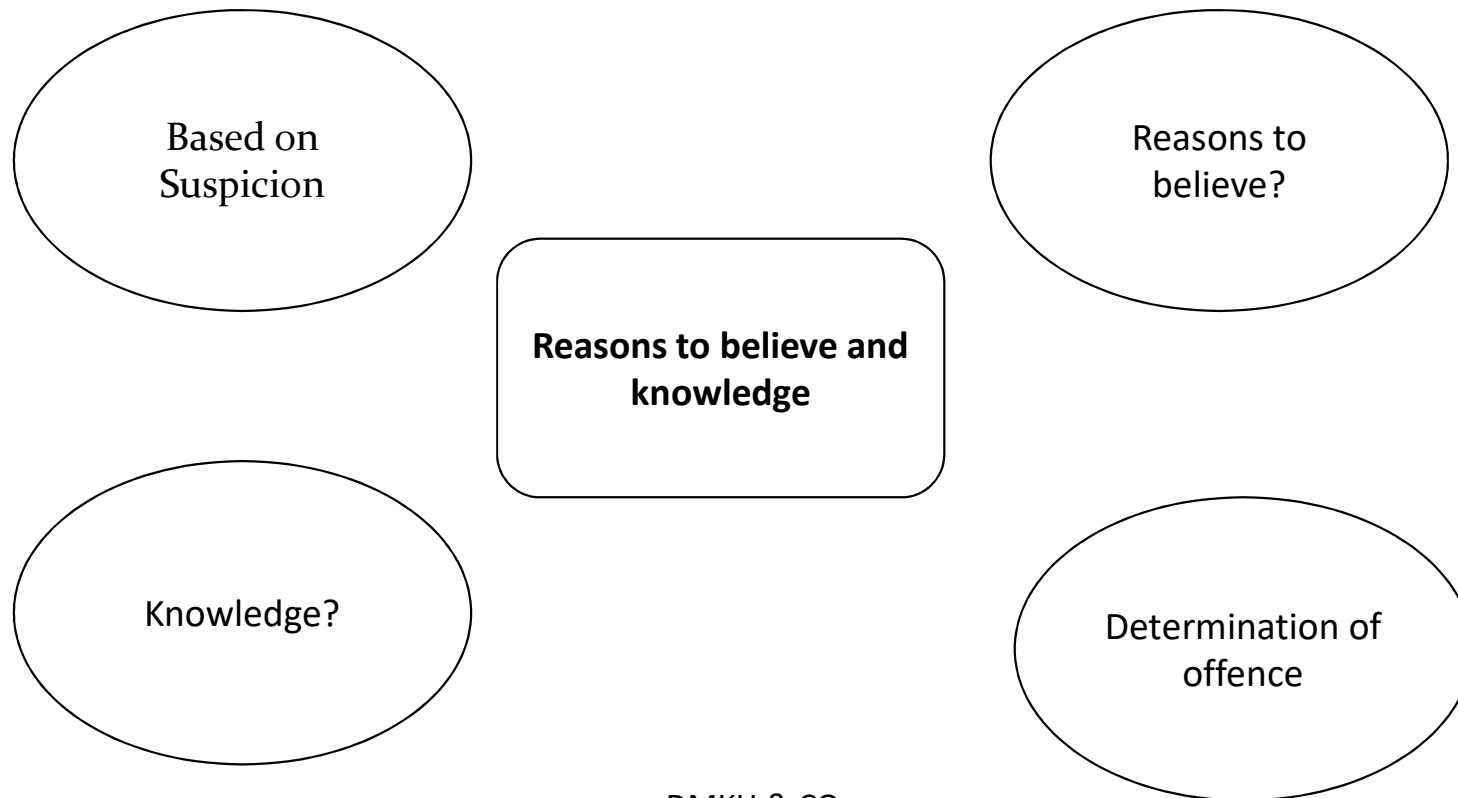 Based on
Suspicion
Reasons to
believe?
Reasons to believe and
knowledge
Knowledge?
Determination of
offence